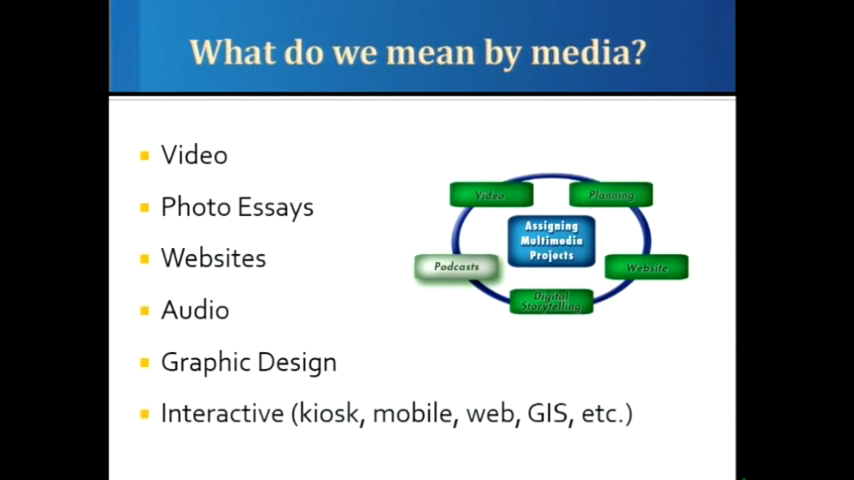 What do we mean by media?
Video
Photo Essays
Websites
Audio
Graphic Design
Interactive (kiosk, mobile, web, GIS, etc.)
Video
Planning
Assigning
Multimedia
Projects
Podcasts
Website
Digital
Storytelling